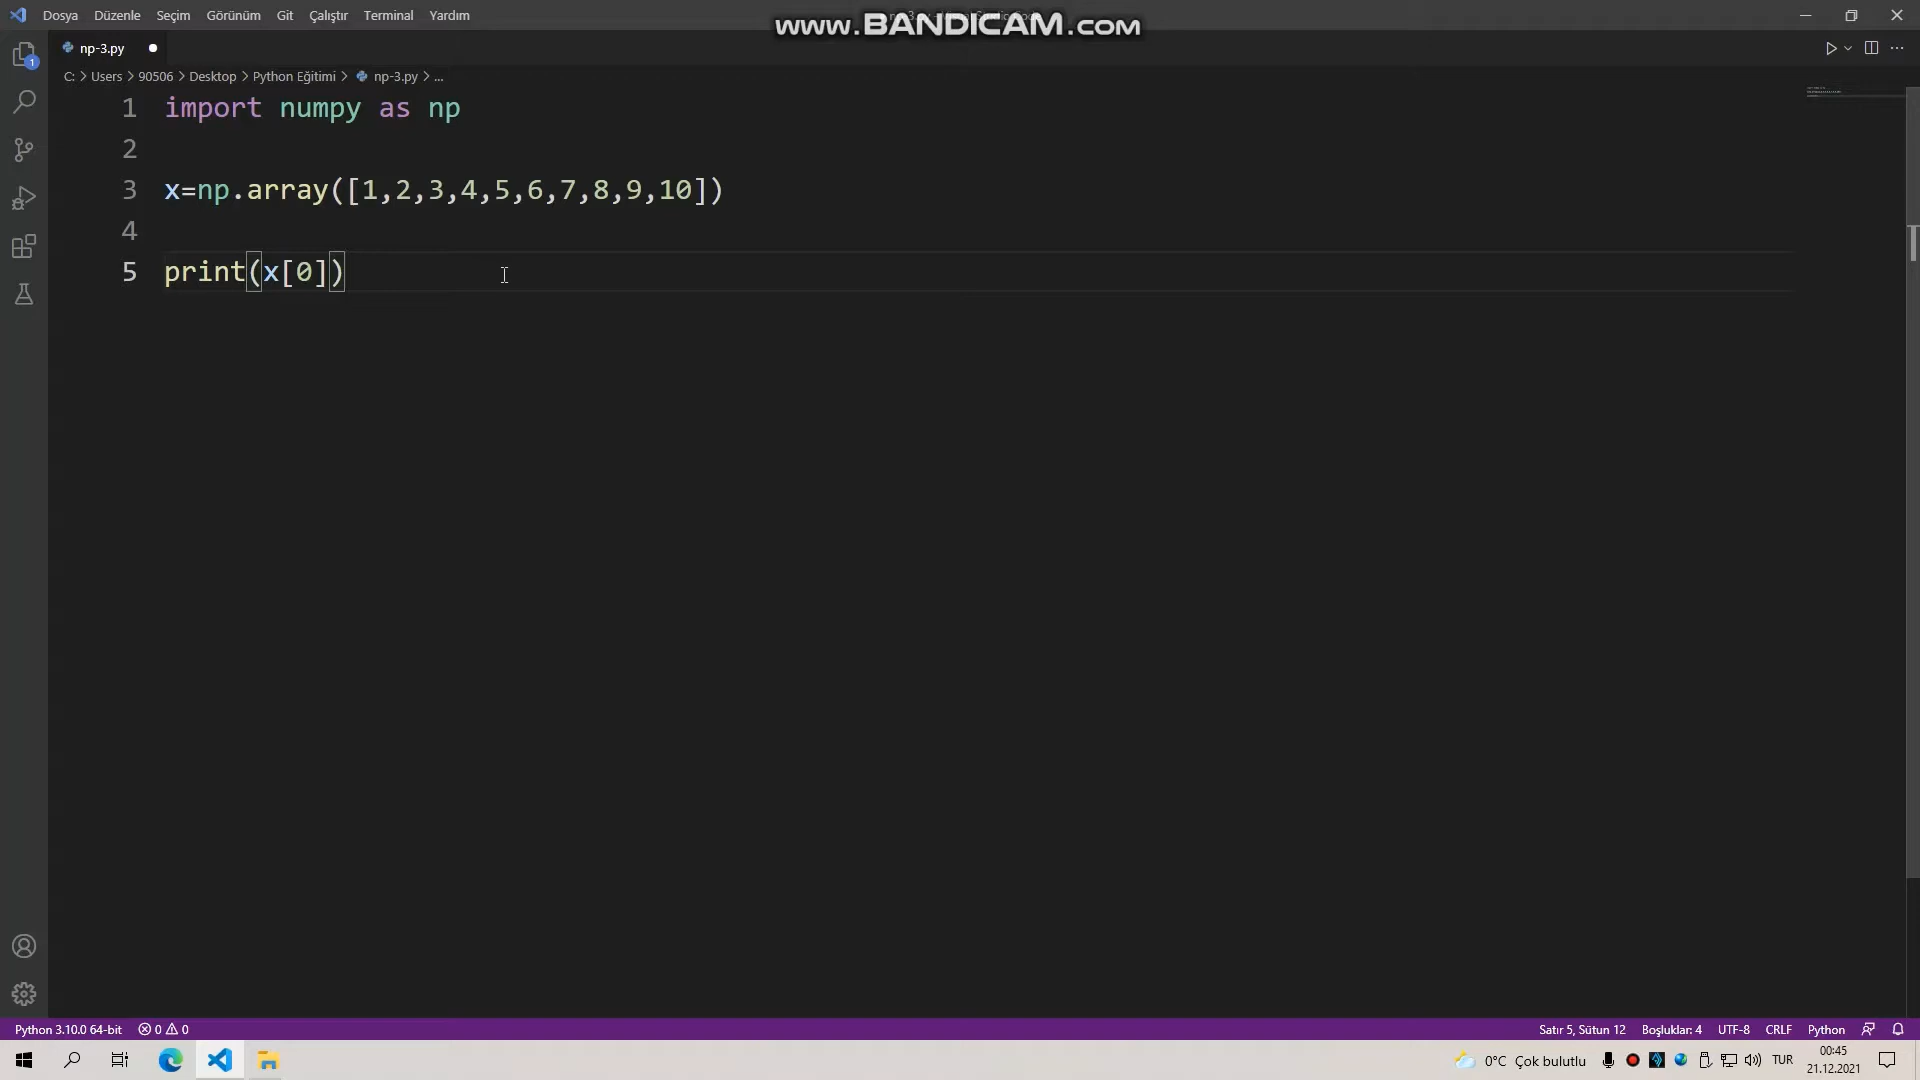 Dosya Düzenle Seçim Görünüm Git Çalıştır Terminal Yardım
www.BANDICAM.com
np-3.py
C: > Users > 90506 > Desktop > Python Eğitimi > np-3.py > ...
1 import numpy as np
2
3 x=np.array([1,2,3,4,5,6,7,8,9,10])
4
5 print(x[0])
1
Python 3.10.0 64-bit 0 0 Satır 5, Sütun 12 Boşluklar: 4 UTF-8 CRLF Python
0°C Çok bulutlu TUR 00:45
21.12.2021